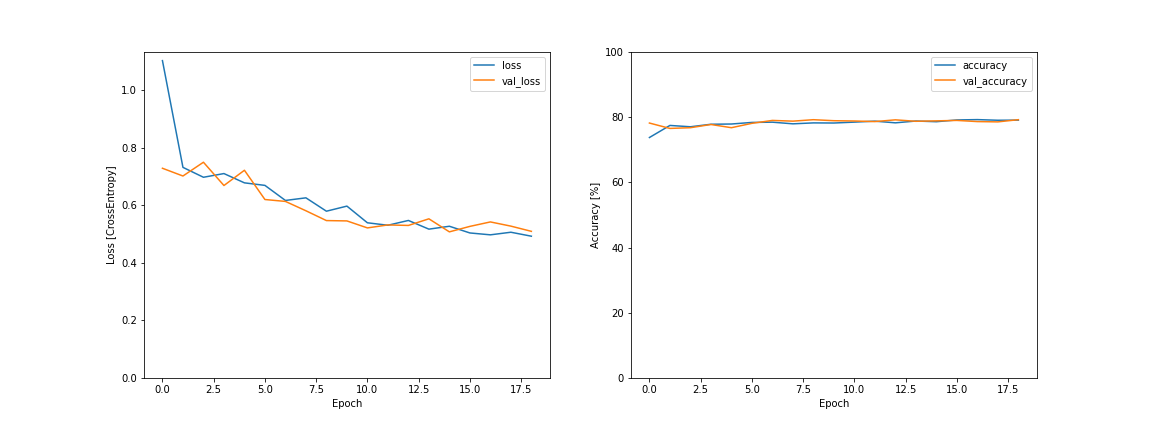 loss
val_loss
1.0
0.8
0.6
0.4
0.2
0.0
Loss [CrossEntropy]
0.0 2.5 5.0 7.5 10.0 12.5 15.0 17.5
Epoch
accuracy
val_accuracy
100
80
60
40
20
0
Accuracy [%]
0.0 2.5 5.0 7.5 10.0 12.5 15.0 17.5
Epoch